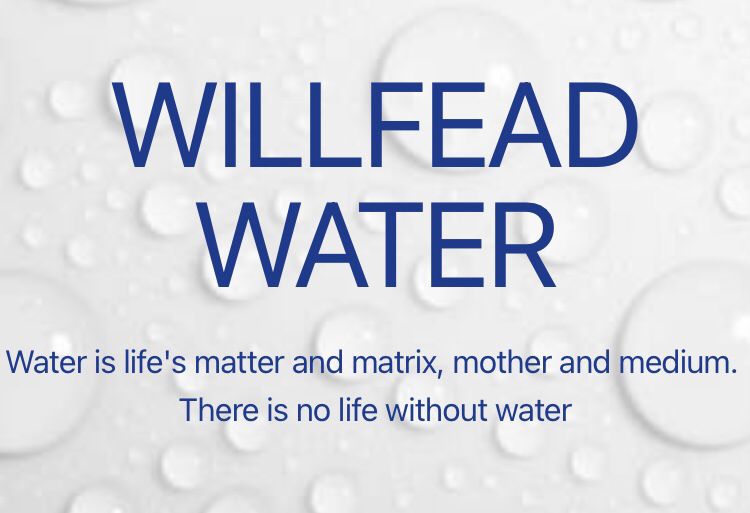 WILLFEAD
WATER
Water is life's matter and matrix, mother and medium.
There is no life without water